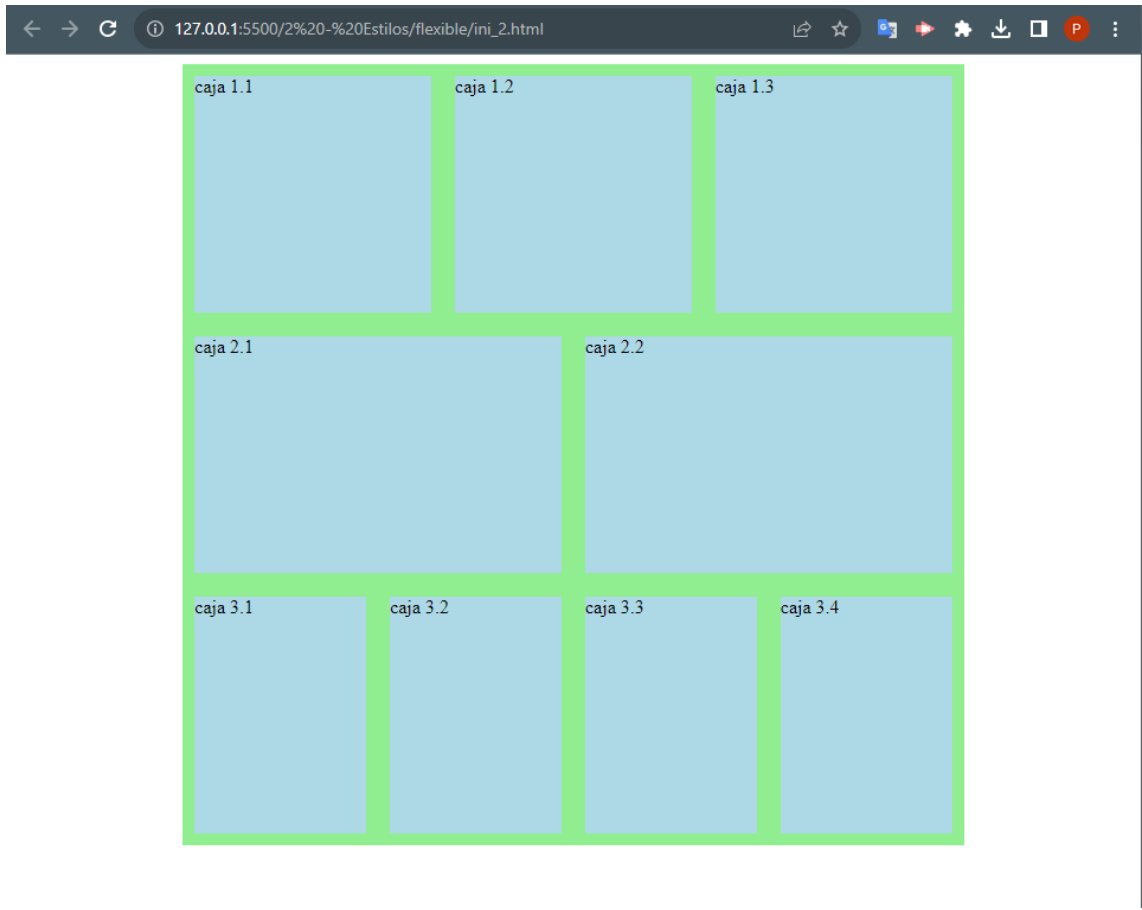 127.0.0.1:5500/2%20-%20Estilos/flexible/ini_2.html
P
caja 1.1
caja 1.2
caja 1.3
caja 2.1
caja 2.2
caja 3.1
caja 3.2
caja 3.3
caja 3.4